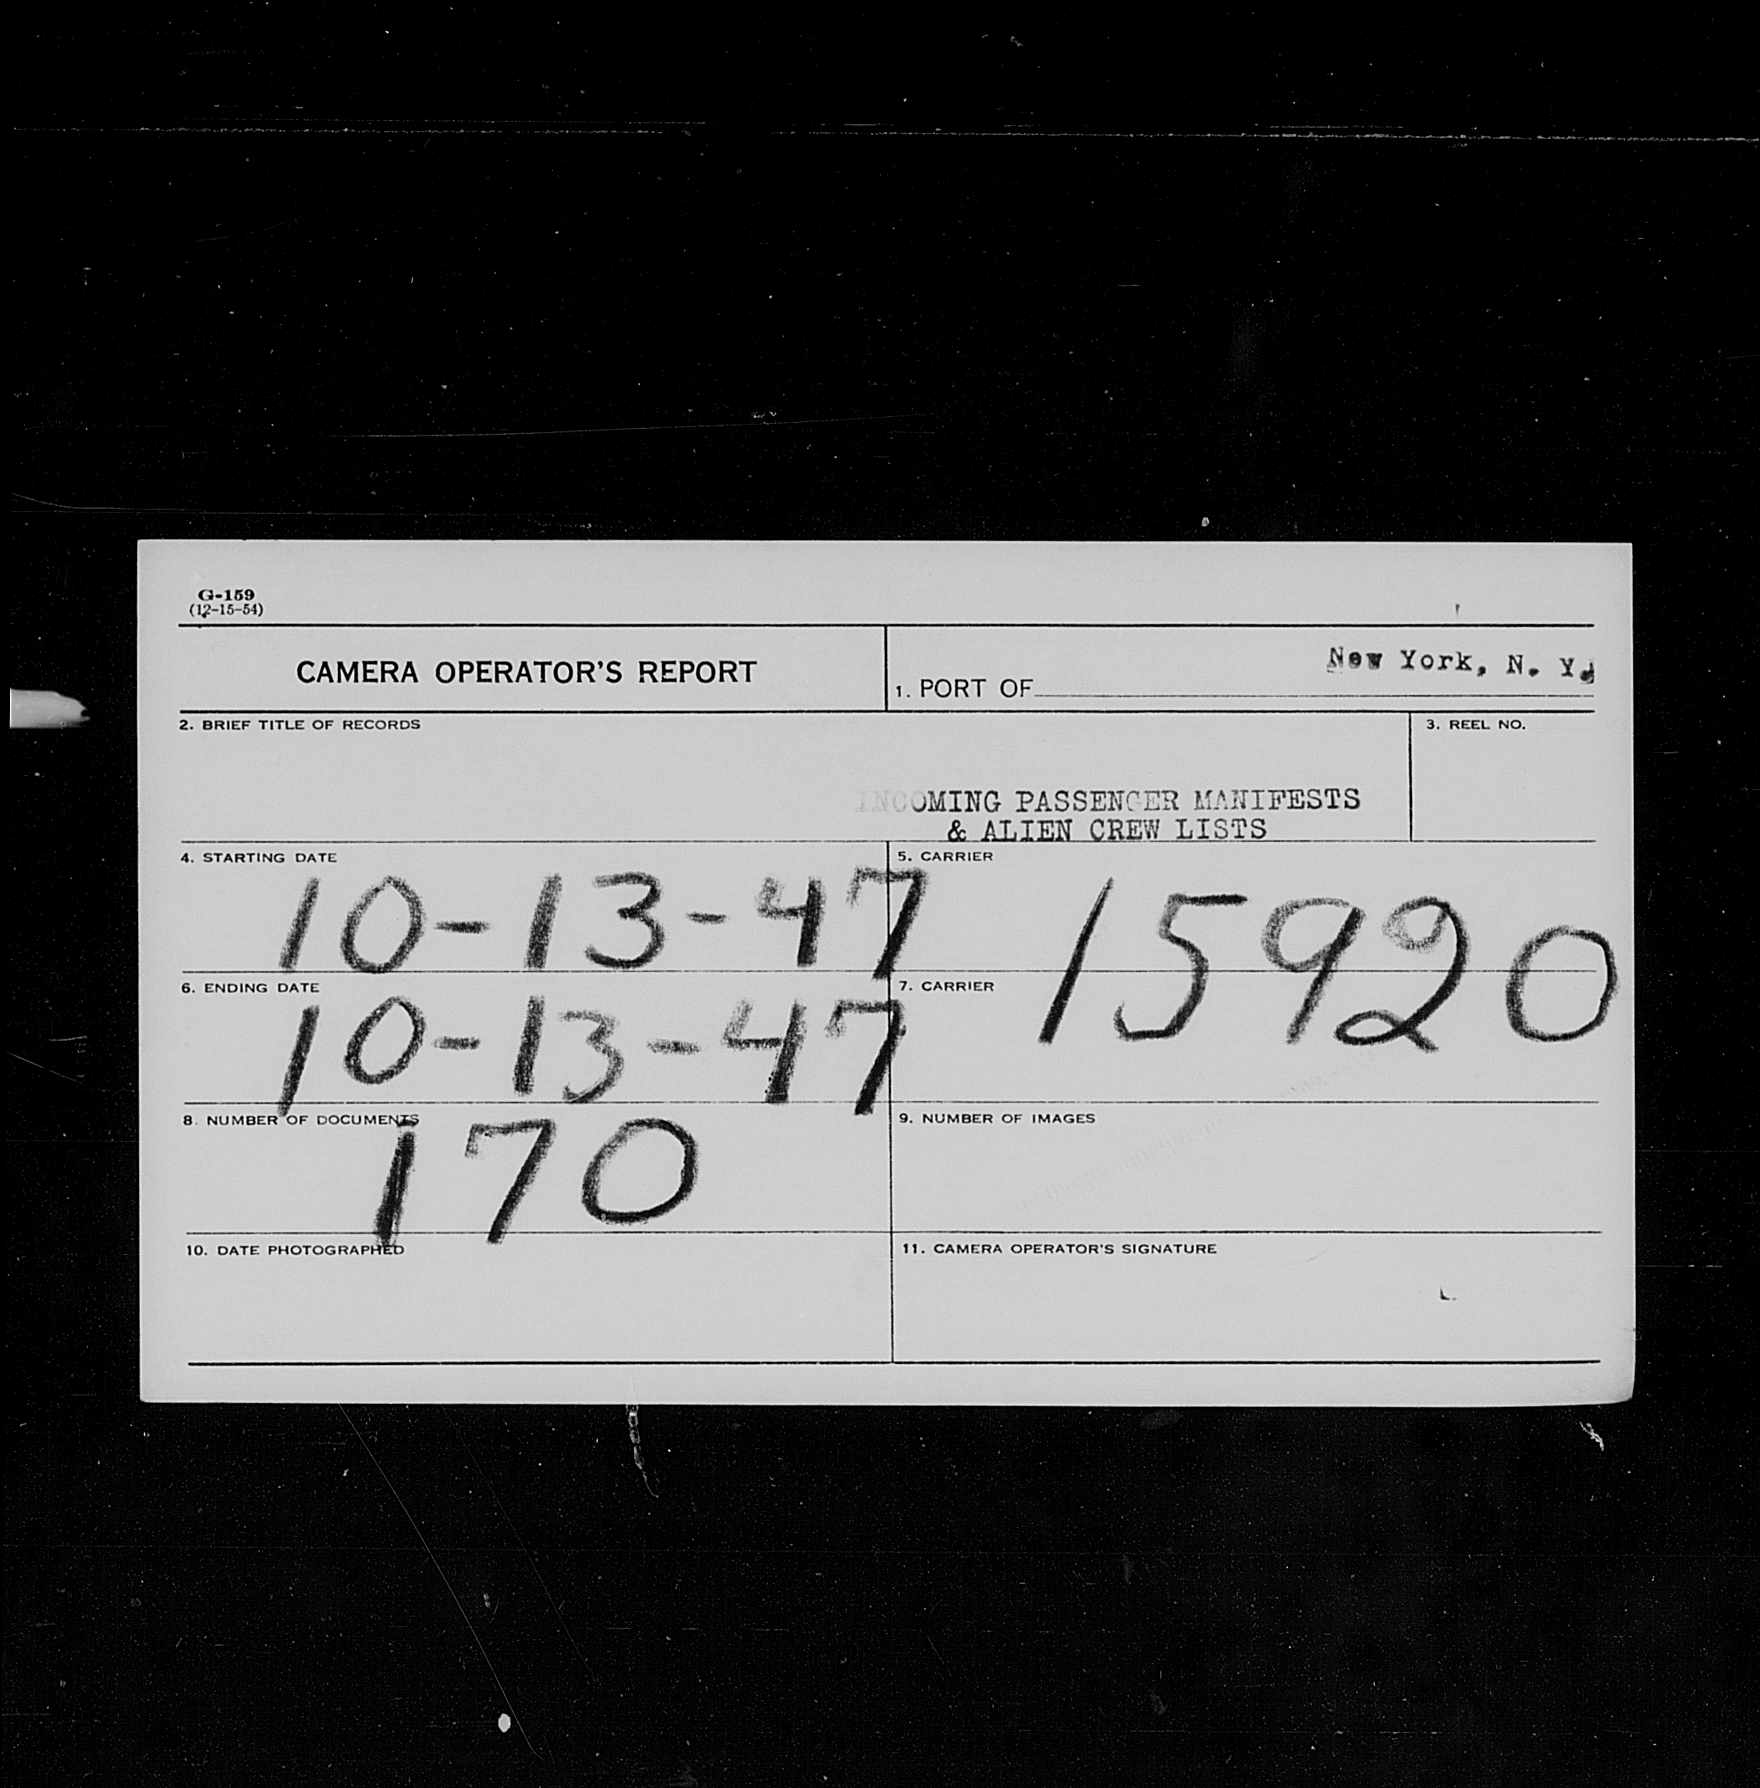 G-159
(12-15-54)
CAMERA OPERATOR'S REPORT
1. PORT OF New York, N. Y.
2. BRIEF TITLE OF RECORDS
3. REEL NO.
INCOMING PASSENGER MANIFESTS
& ALIEN CREW LISTS
4. STARTING DATE
10-13-47
5. CARRIER
15920
6. ENDING DATE
10-13-47
7. CARRIER
8. NUMBER OF DOCUMENTS
170
9. NUMBER OF IMAGES
10. DATE PHOTOGRAPHED
11. CAMERA OPERATOR'S SIGNATURE